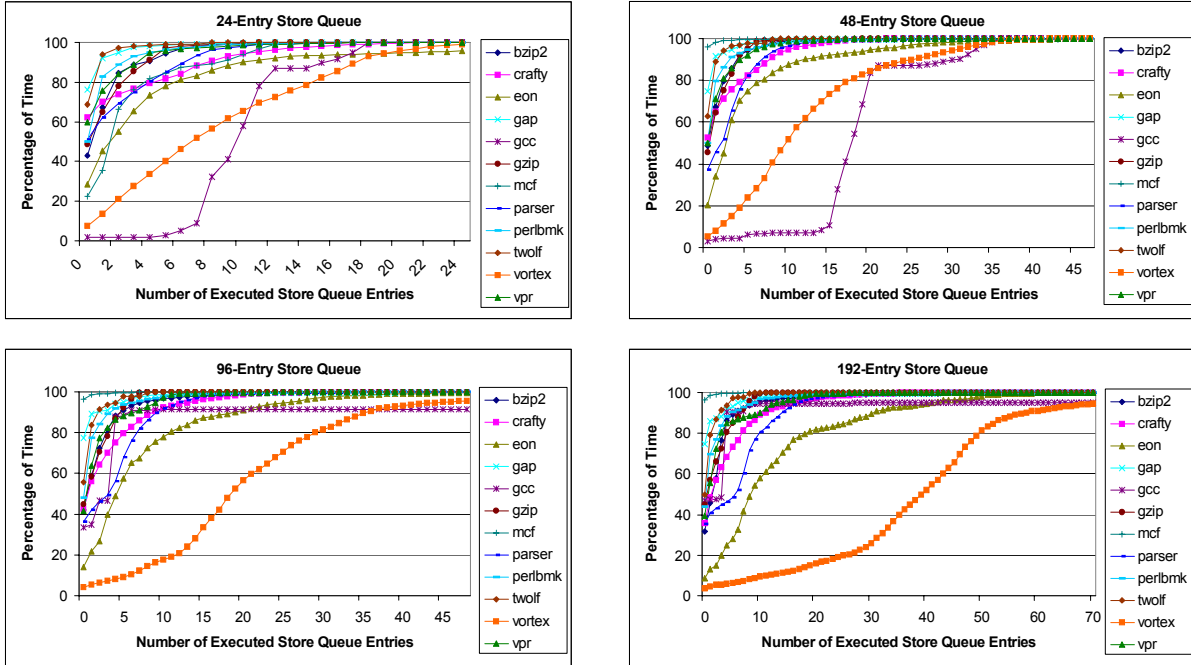 24-Entry Store Queue
Percentage of Time
100
80
60
40
20
0
0 2 4 6 8 10 12 14 16 18 20 22 24
Number of Executed Store Queue Entries
bzip2
crafty
eon
gap
gcc
gzip
mcf
parser
perlbmk
twolf
vortex
vpr
48-Entry Store Queue
Percentage of Time
100
80
60
40
20
0
0 5 10 15 20 25 30 35 40 45
Number of Executed Store Queue Entries
bzip2
crafty
eon
gap
gcc
gzip
mcf
parser
perlbmk
twolf
vortex
vpr
96-Entry Store Queue
Percentage of Time
100
80
60
40
20
0
0 5 10 15 20 25 30 35 40 45
Number of Executed Store Queue Entries
bzip2
crafty
eon
gap
gcc
gzip
mcf
parser
perlbmk
twolf
vortex
vpr
192-Entry Store Queue
Percentage of Time
100
80
60
40
20
0
0 10 20 30 40 50 60 70
Number of Executed Store Queue Entries
bzip2
crafty
eon
gap
gcc
gzip
mcf
parser
perlbmk
twolf
vortex
vpr